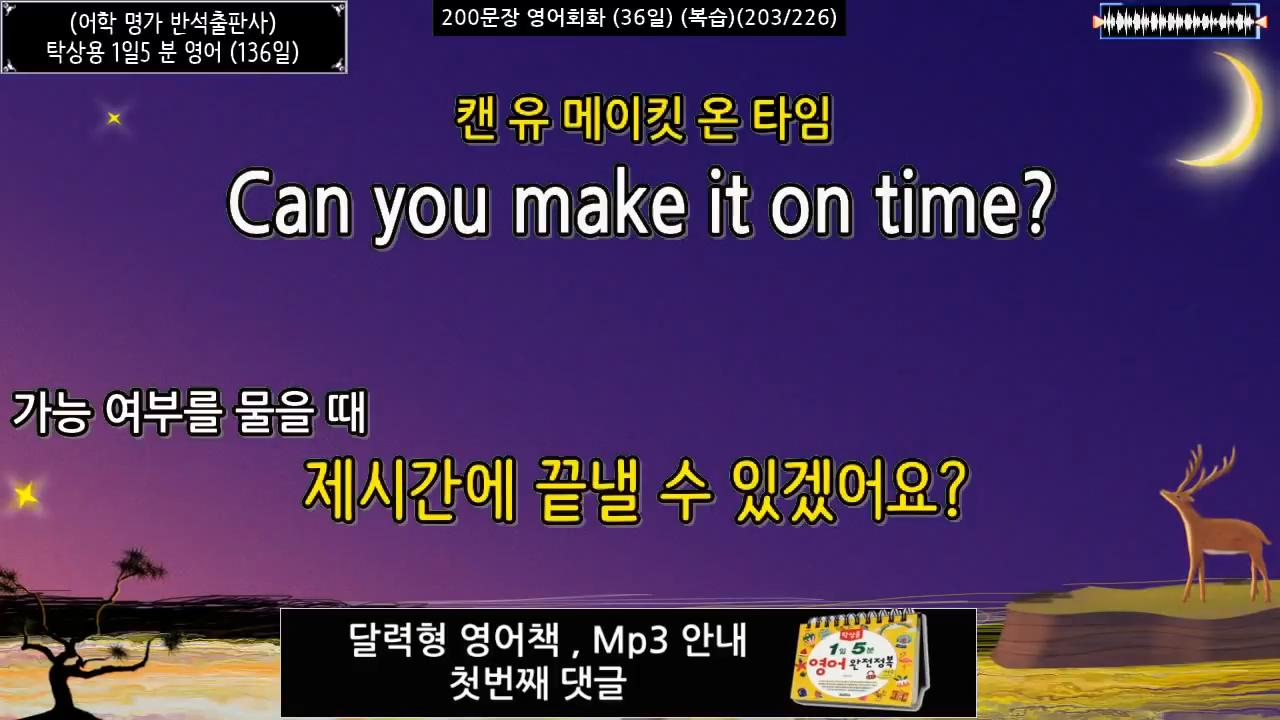 (어학 명가 반석출판사)
탁상용 1일5 분 영어 (136일)
200문장 영어회화 (36일) (복습)(203/226)
캔 유 메이킷 온 타임
Can you make it on time?
가능 여부를 물을 때
제시간에 끝낼 수 있겠어요?
달력형 영어책 , Mp3 안내
첫번째 댓글
탁상용
1일 5분
영어 완전정복